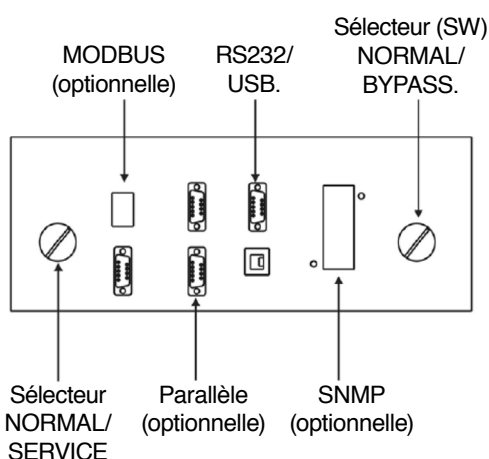 Sélecteur (SW)
NORMAL/
BYPASS.
MODBUS
(optionnelle)
RS232/
USB.
Sélecteur
NORMAL/
SERVICE
Parallèle
(optionnelle)
SNMP
(optionnelle)